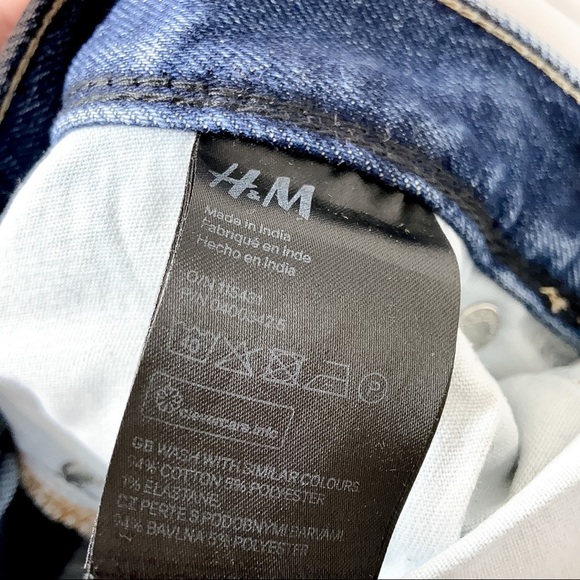 H&M
Made in India
Fabriqué en Inde
Hecho en India
O/N 115431
P/N
40
P
clevercare.info
GB WASH WITH SIMILAR COLOURS
94% COTTON 5% POLYESTER
1% ELASTANE
CZ PERTE S PODOBNÝMI BARVAMI
94% BAVLNA 5% POLYESTER